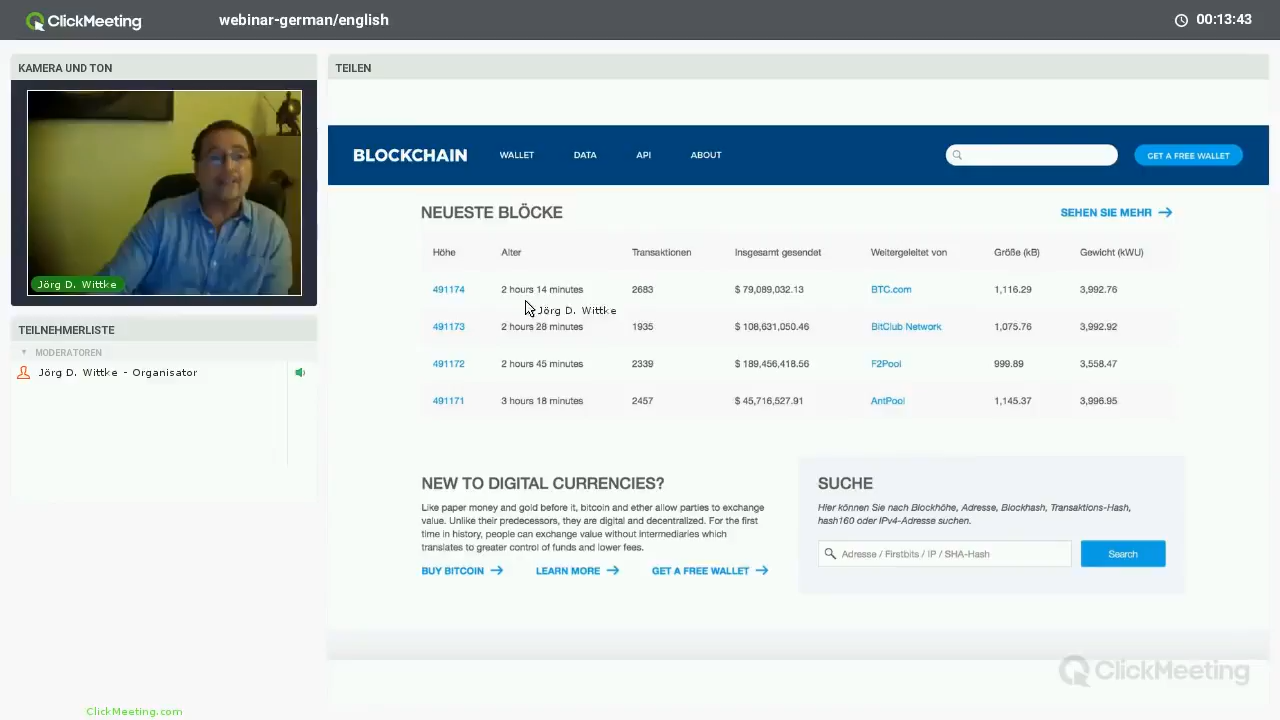 ClickMeeting
webinar-german/english
00:13:43
KAMERA UND TON
Jörg D. Wittke
TEILNEHMERLISTE
MODERATOREN
Jörg D. Wittke - Organisator
ClickMeeting.com
TEILEN
BLOCKCHAIN WALLET DATA API ABOUT GET A FREE WALLET
NEUESTE BLÖCKE SEHEN SIE MEHR
Höhe Alter Transaktionen Insgesamt gesendet Weitergeleitet von Größe (kB) Gewicht (kWU)
491174 2 hours 14 minutes 2683 $ 79,089,032.13 BTC.com 1,116.29 3,992.76
Jörg D. Wittke
491173 2 hours 28 minutes 1935 $ 108,631,050.46 BitClub Network 1,075.76 3,992.92
491172 2 hours 45 minutes 2339 $ 189,456,418.56 F2Pool 999.89 3,558.47
491171 3 hours 18 minutes 2457 $ 45,716,527.91 AntPool 1,145.37 3,996.95
NEW TO DIGITAL CURRENCIES?
Like paper money and gold before it, bitcoin and ether allow parties to exchange
value. Unlike their predecessors, they are digital and decentralized. For the first
time in history, people can exchange value without intermediaries which
translates to greater control of funds and lower fees.
BUY BITCOIN LEARN MORE GET A FREE WALLET
SUCHE
Hier können Sie nach Blockhöhe, Adresse, Blockhash, Transaktions-Hash,
hash160 oder IPv4-Adresse suchen.
Adresse / Firstbits / IP / SHA-Hash Search
ClickMeeting